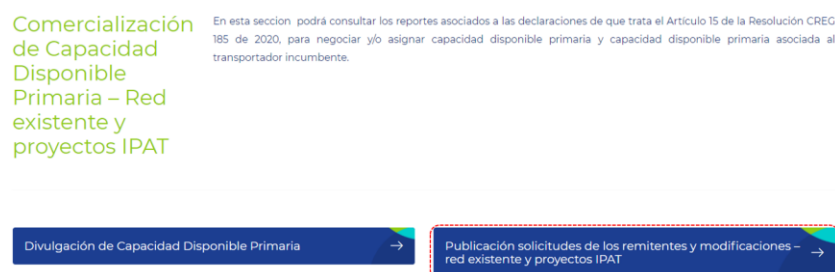 Comercialización
de Capacidad
Disponible
Primaria – Red
existente y
proyectos IPAT
En esta seccion podrá consultar los reportes asociados a las declaraciones de que trata el Artículo 15 de la Resolución CREG
185 de 2020, para negociar y/o asignar capacidad disponible primaria y capacidad disponible primaria asociada al
transportador incumbente.
Divulgación de Capacidad Disponible Primaria
Publicación solicitudes de los remitentes y modificaciones –
red existente y proyectos IPAT